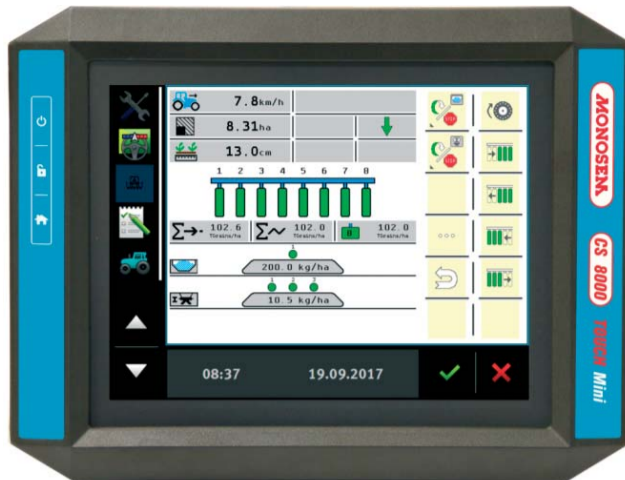 7.8km/h
8.31ha
13.0cm
1 2 3 4 5 6 7 8
102.6
102.0
8
102.0
1
200.0 kg/ha
1 2 3
10.5 kg/ha
08:37 19.09.2017
MONOSEM
CS 8000
TOUCH Mini